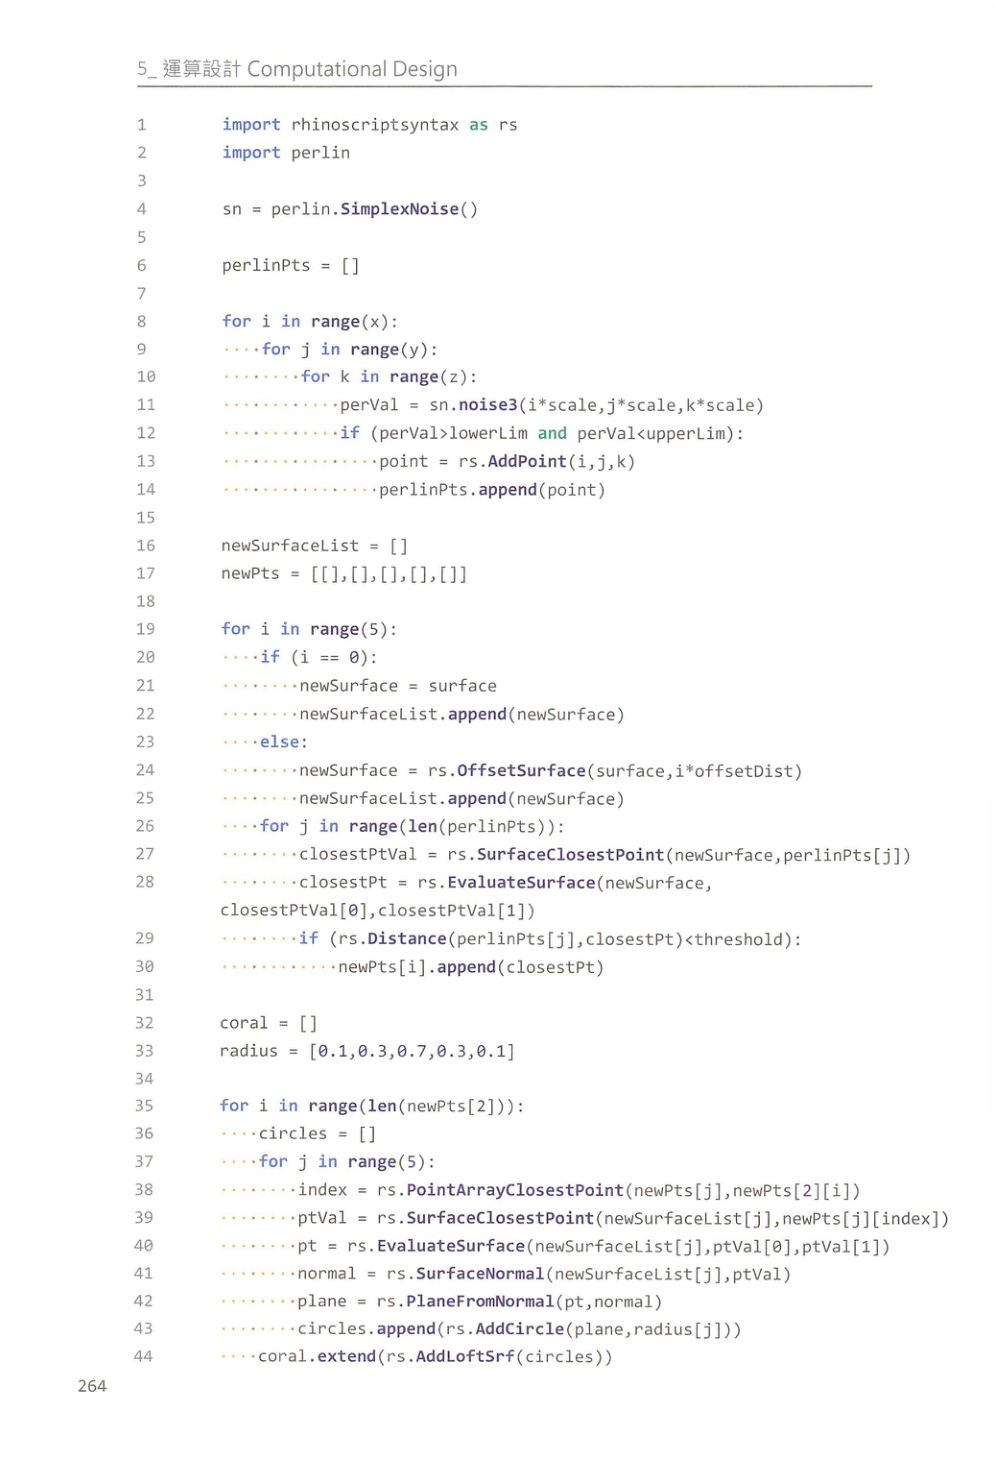 5_ 運算設計 Computational Design
1 import rhinoscriptsyntax as rs
2 import perlin
3
4 sn = perlin.SimplexNoise()
5
6 perlinPts = []
7
8 for i in range(x):
9 ····for j in range(y):
10 ········for k in range(z):
11 ············perVal = sn.noise3(i*scale,j*scale,k*scale)
12 ············if (perVal>lowerLim and perVal<upperLim):
13 ················point = rs.AddPoint(i,j,k)
14 ················perlinPts.append(point)
15
16 newSurfaceList = []
17 newPts = [[],[],[],[],[]]
18
19 for i in range(5):
20 ····if (i == 0):
21 ········newSurface = surface
22 ········newSurfaceList.append(newSurface)
23 ····else:
24 ········newSurface = rs.OffsetSurface(surface,i*offsetDist)
25 ········newSurfaceList.append(newSurface)
26 ····for j in range(len(perlinPts)):
27 ········closestPtVal = rs.SurfaceClosestPoint(newSurface,perlinPts[j])
28 ········closestPt = rs.EvaluateSurface(newSurface,
closestPtVal[0],closestPtVal[1])
29 ········if (rs.Distance(perlinPts[j],closestPt)<threshold):
30 ············newPts[i].append(closestPt)
31
32 coral = []
33 radius = [0.1,0.3,0.7,0.3,0.1]
34
35 for i in range(len(newPts[2])):
36 ····circles = []
37 ····for j in range(5):
38 ········index = rs.PointArrayClosestPoint(newPts[j],newPts[2][i])
39 ········ptVal = rs.SurfaceClosestPoint(newSurfaceList[j],newPts[j][index])
40 ········pt = rs.EvaluateSurface(newSurfaceList[j],ptVal[0],ptVal[1])
41 ········normal = rs.SurfaceNormal(newSurfaceList[j],ptVal)
42 ········plane = rs.PlaneFromNormal(pt,normal)
43 ········circles.append(rs.AddCircle(plane,radius[j]))
44 ····coral.extend(rs.AddLoftSrf(circles))
264